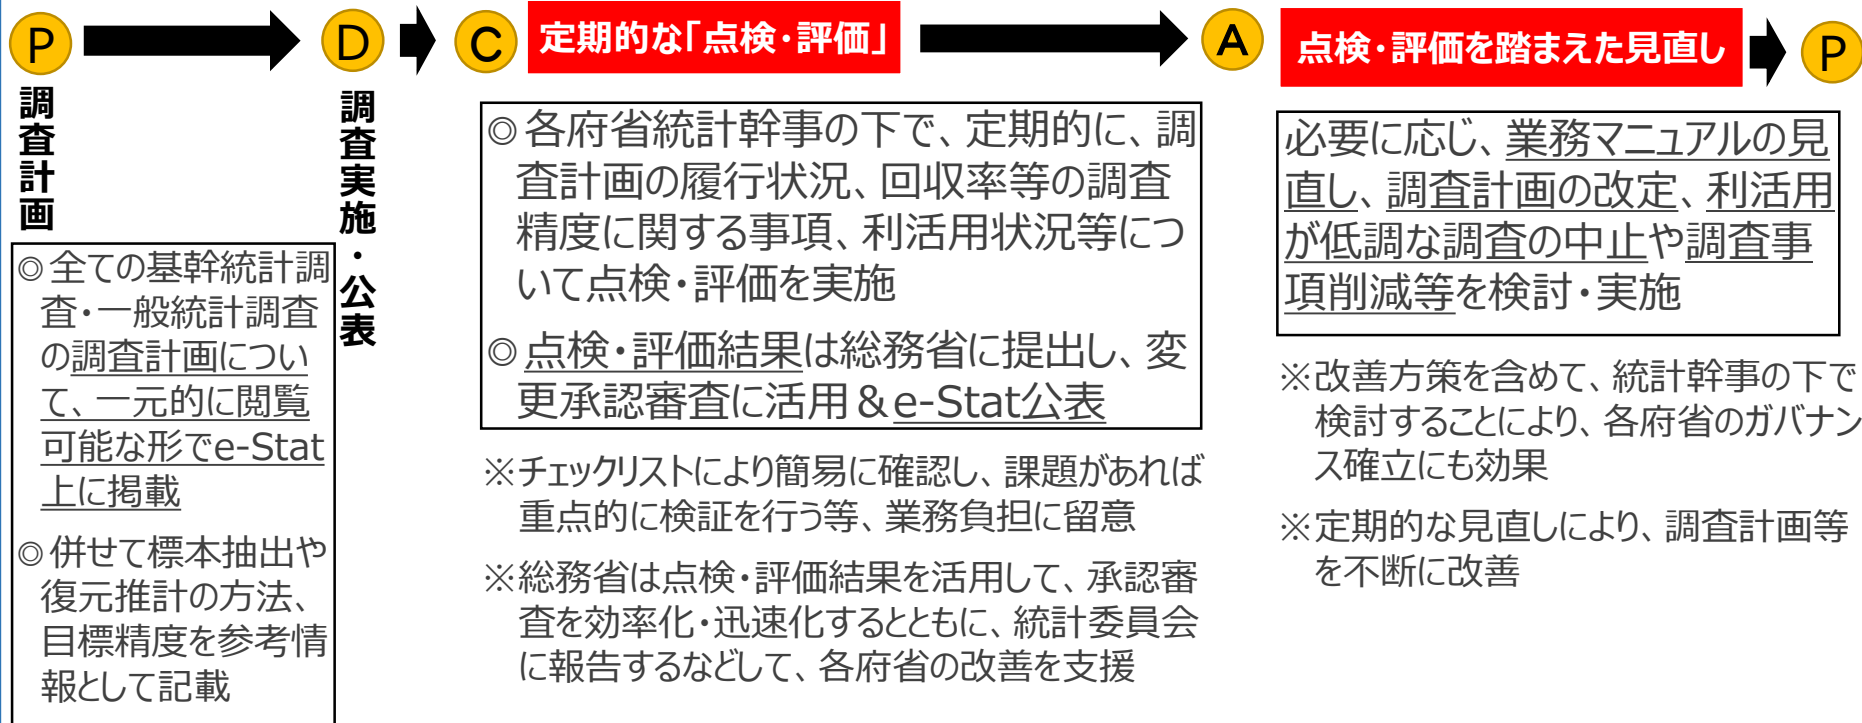 P
調査計画
◎全ての基幹統計調
査・一般統計調査
の調査計画につい
て、一元的に閲覧
可能な形でe-Stat
上に掲載
◎併せて標本抽出や
復元推計の方法、
目標精度を参考情
報として記載
D
調査実施・公表
C
定期的な「点検・評価」
◎各府省統計幹事の下で、定期的に、調
査計画の履行状況、回収率等の調査
精度に関する事項、利活用状況等につ
いて点検・評価を実施
◎点検・評価結果は総務省に提出し、変
更承認審査に活用＆e-Stat公表
※チェックリストにより簡易に確認し、課題があれば
重点的に検証を行う等、業務負担に留意
※総務省は点検・評価結果を活用して、承認審
査を効率化・迅速化するとともに、統計委員会
に報告するなどして、各府省の改善を支援
A
点検・評価を踏まえた見直し
必要に応じ、業務マニュアルの見
直し、調査計画の改定、利活用
が低調な調査の中止や調査事
項削減等を検討・実施
※改善方策を含めて、統計幹事の下で
検討することにより、各府省のガバナン
ス確立にも効果
※定期的な見直しにより、調査計画等
を不断に改善
P